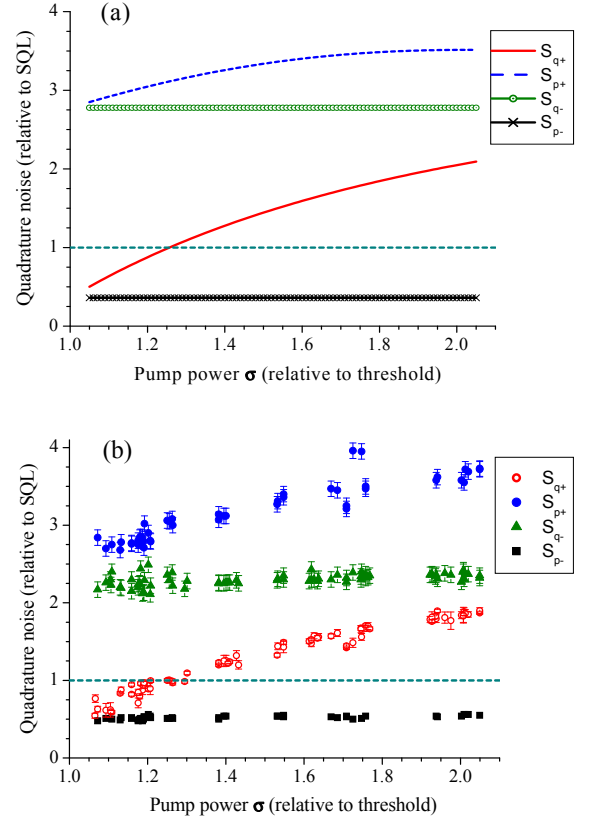 (a)
Quadrature noise (relative to SQL)
4
3
2
1
0
1.0 1.2 1.4 1.6 1.8 2.0
Pump power σ (relative to threshold)
S_{q+}
S_{p+}
S_{q-}
S_{p-}
(b)
Quadrature noise (relative to SQL)
4
3
2
1
0
1.0 1.2 1.4 1.6 1.8 2.0
Pump power σ (relative to threshold)
S_{q+}
S_{p+}
S_{q-}
S_{p-}